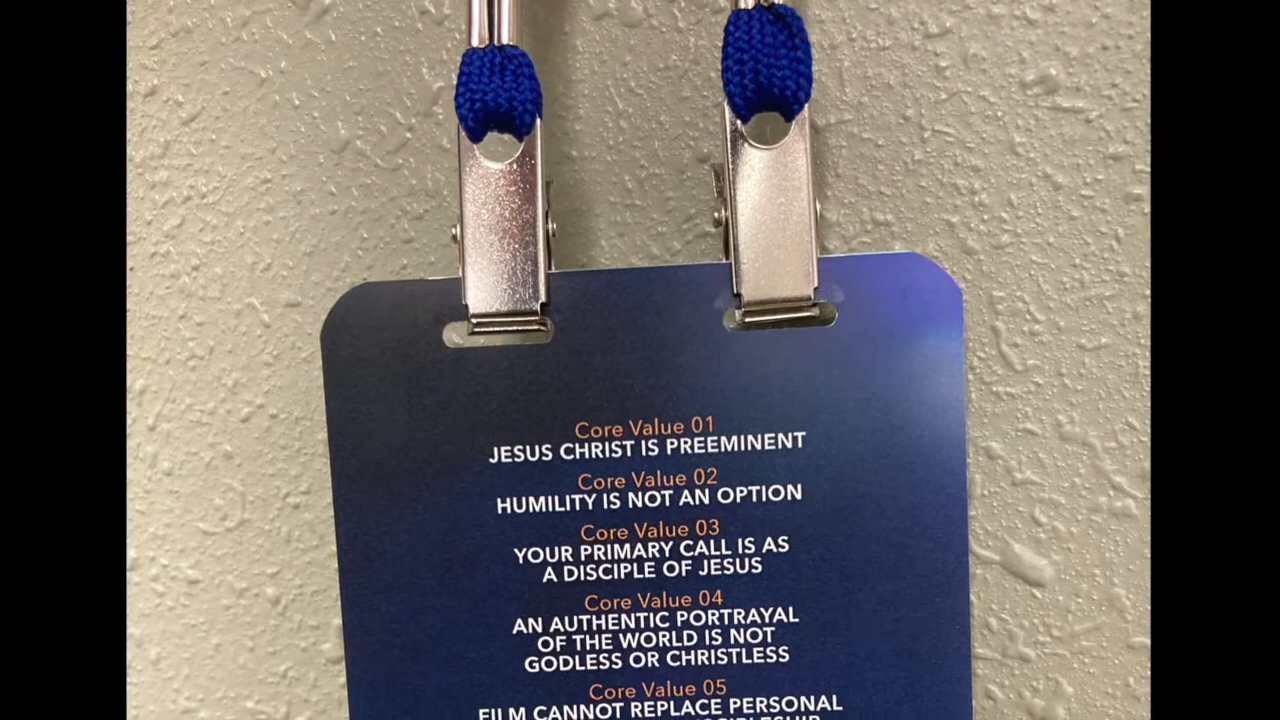 Core Value 01
JESUS CHRIST IS PREEMINENT
Core Value 02
HUMILITY IS NOT AN OPTION
Core Value 03
YOUR PRIMARY CALL IS AS
A DISCIPLE OF JESUS
Core Value 04
AN AUTHENTIC PORTRAYAL
OF THE WORLD IS NOT
GODLESS OR CHRISTLESS
Core Value 05
FILM CANNOT REPLACE PERSONAL